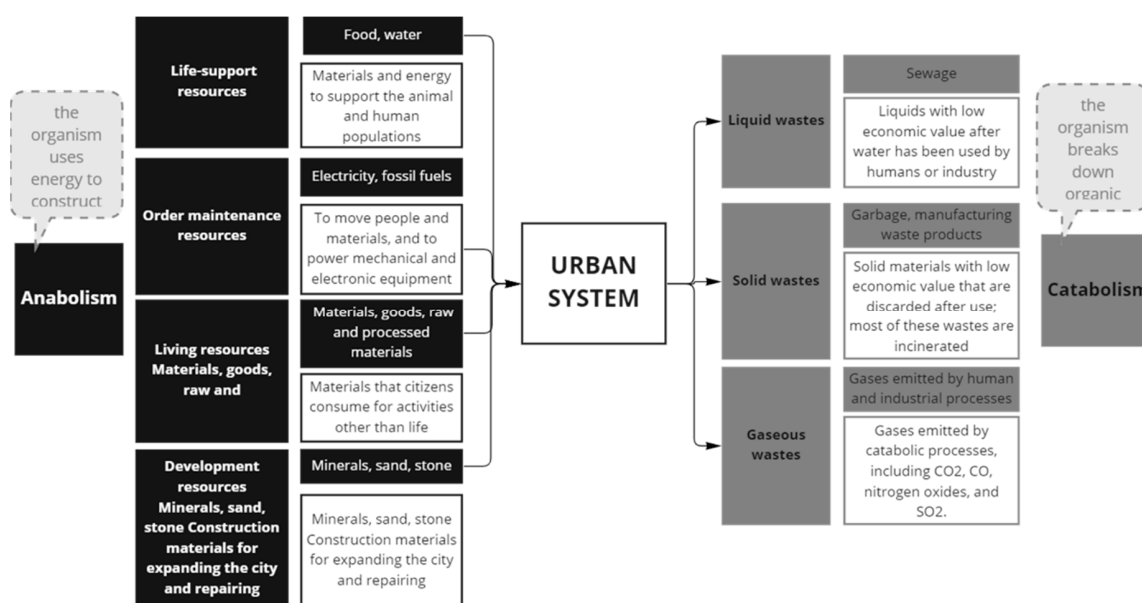 the
organism
uses
energy to
construct
Anabolism
Life-support
resources
Food, water
Materials and energy
to support the animal
and human
populations
Order maintenance
resources
Electricity, fossil fuels
To move people and
materials, and to
power mechanical and
electronic equipment
Living resources
Materials, goods,
raw and
Materials, goods, raw
and processed
materials
Materials that citizens
consume for activities
other than life
Development
resources
Minerals, sand,
stone Construction
materials for
expanding the city
and repairing
Minerals, sand, stone
Minerals, sand, stone
Construction materials
for expanding the city
and repairing
URBAN
SYSTEM
Liquid wastes
Sewage
Liquids with low
economic value after
water has been used by
humans or industry
Solid wastes
Garbage, manufacturing
waste products
Solid materials with low
economic value that are
discarded after use;
most of these wastes are
incinerated
Gaseous
wastes
Gases emitted by human
and industrial processes
Gases emitted by
catabolic processes,
including CO2, CO,
nitrogen oxides, and
SO2.
the
organism
breaks
down
organic
Catabolism